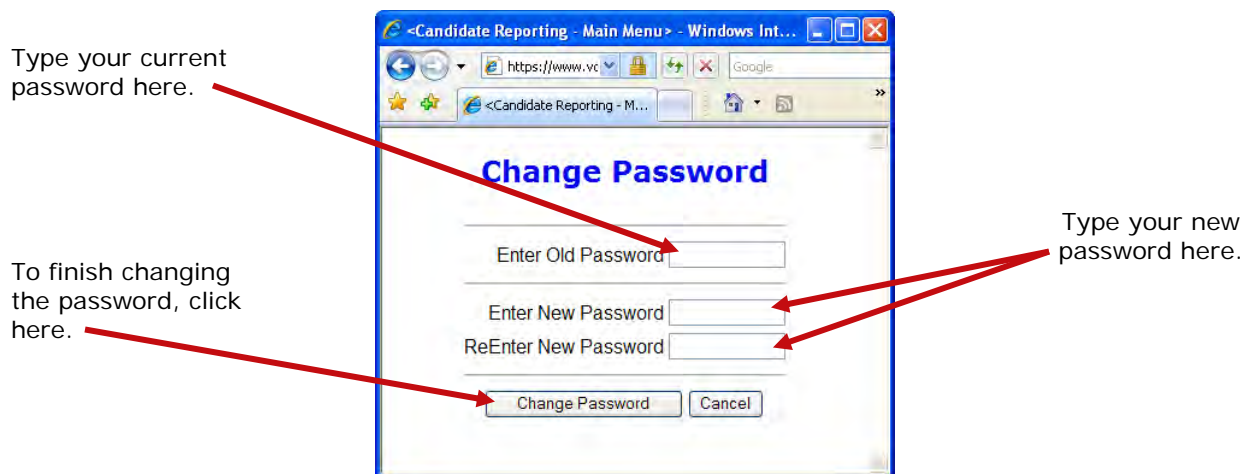 <Candidate Reporting - Main Menu> - Windows Int...
Type your current
password here.
https://www.vc
Google
<Candidate Reporting - M...
»
Change Password
Enter Old Password
Type your new
password here.
To finish changing
the password, click
here.
Enter New Password
ReEnter New Password
Change Password
Cancel